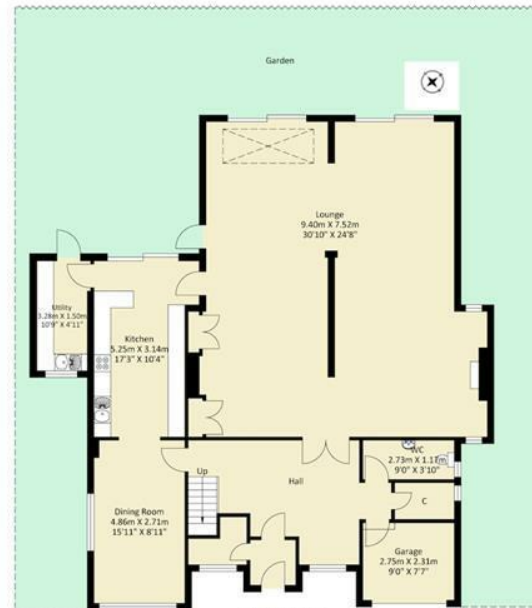 Garden
Lounge
9.40m X 7.52m
30'10" X 24'8"
Utility
3.28m X 1.50m
10'9" X 4'11"
Kitchen
5.25m X 3.14m
17'3" X 10'4"
WC
2.73m X 1.17m
9'0" X 3'10"
Up
Hall
C
Dining Room
4.86m X 2.71m
15'11" X 8'11"
Garage
2.75m X 2.31m
9'0" X 7'7"